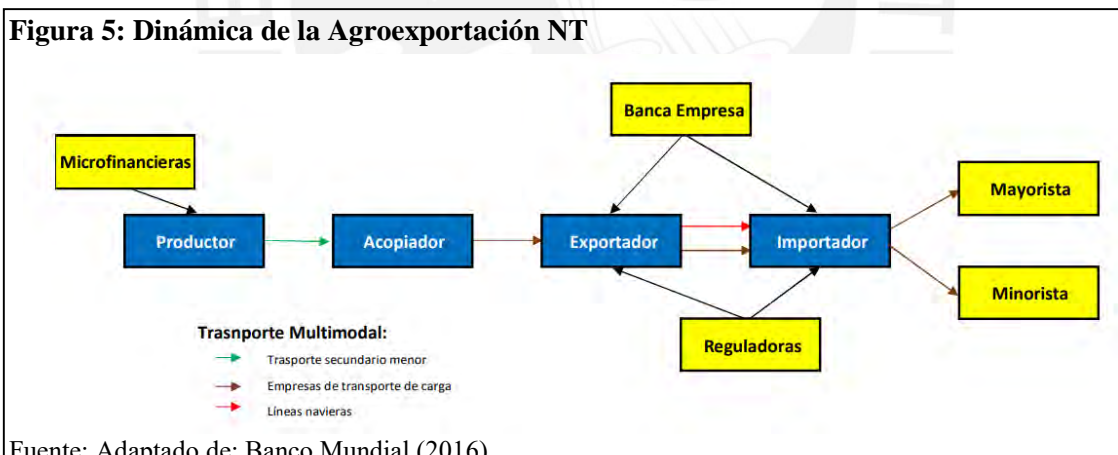 Figura 5: Dinámica de la Agroexportación NT
Banca Empresa
Microfinancieras
Mayorista
Productor
Acopiador
Exportador
Importador
Minorista
Reguladoras
Trasnporte Multimodal:
Trasporte secundario menor
Empresas de transporte de carga
Líneas navieras
Fuente: Adaptado de: Banco Mundial (2016)